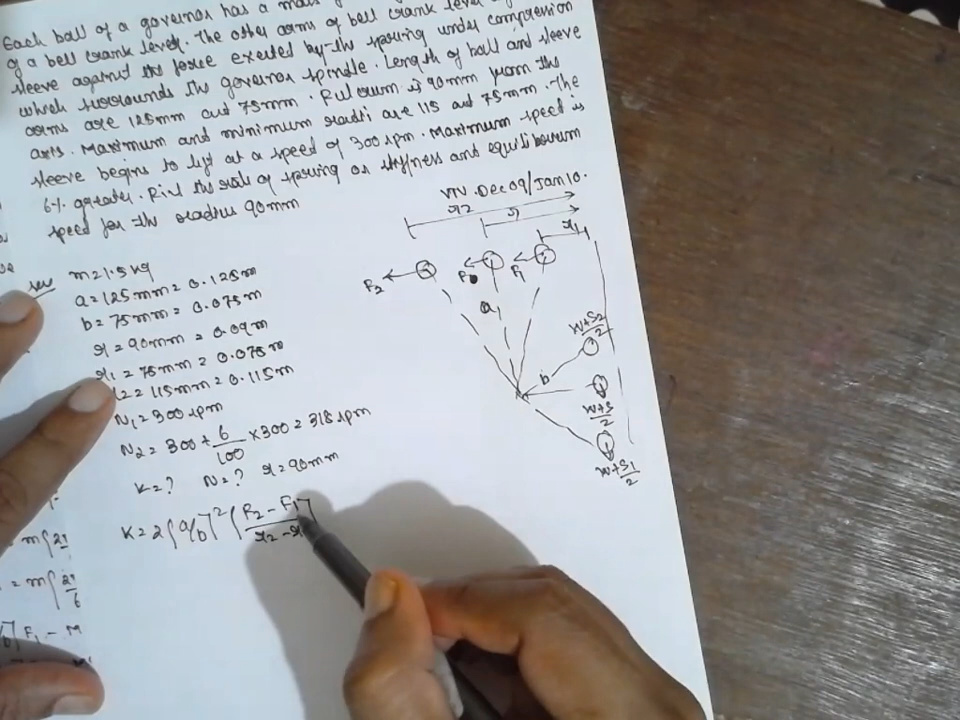 Each ball of a governor has a mass
of a bell crank lever. The other arms of bell crank lever
sleeve against the force exerted by the spring under compression
which surrounds the governor spindle. Length of ball and sleeve
arms are 125mm and 75mm. Fulcrum is 90mm from the
axis. Maximum and minimum radii are 115 and 75mm. The
sleeve begins to lift at a speed of 300 rpm. Maximum speed is
6% greater. Find the rate of spring or stiffness and equilibrium
speed for the radius 90mm
VTU. Dec09/Jan10.
r2
r
r1
m=1.5kg
a=125mm=0.125m
b=75mm=0.075m
r=90mm=0.09m
r1=75mm=0.075m
r2=115mm=0.115m
N1=300rpm
N2=300+6/100×300=318rpm
K=? N=? r=90mm
K=2(a/b)²(F2-F1/r2-r
F2
F
F1
a
b
W+S2/2
W+S/2
W+S1/2